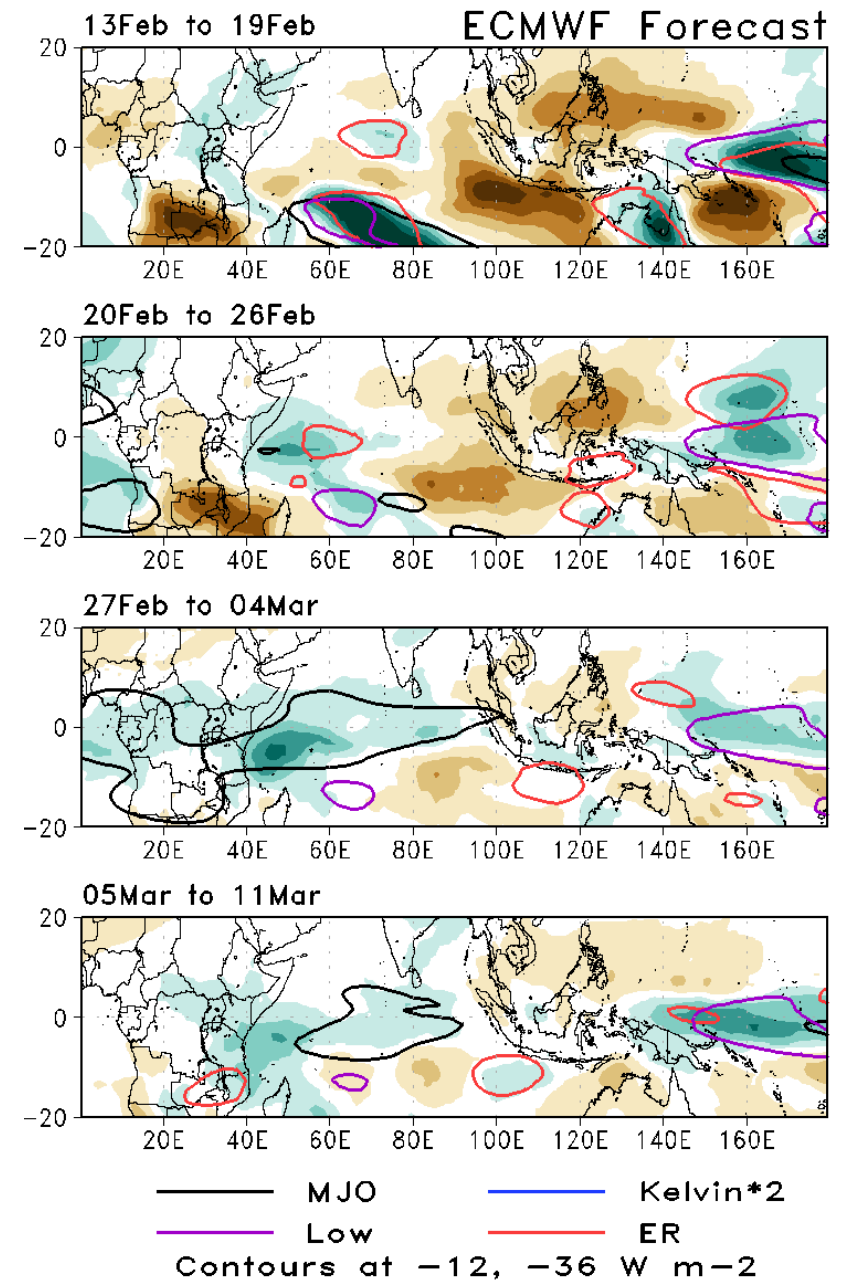 13Feb to 19Feb ECMWF Forecast
20
0
−20
20E 40E 60E 80E 100E 120E 140E 160E
20Feb to 26Feb
20
0
−20
20E 40E 60E 80E 100E 120E 140E 160E
27Feb to 04Mar
20
0
−20
20E 40E 60E 80E 100E 120E 140E 160E
05Mar to 11Mar
20
0
−20
20E 40E 60E 80E 100E 120E 140E 160E
MJO Kelvin*2
Low ER
Contours at −12, −36 W m−2